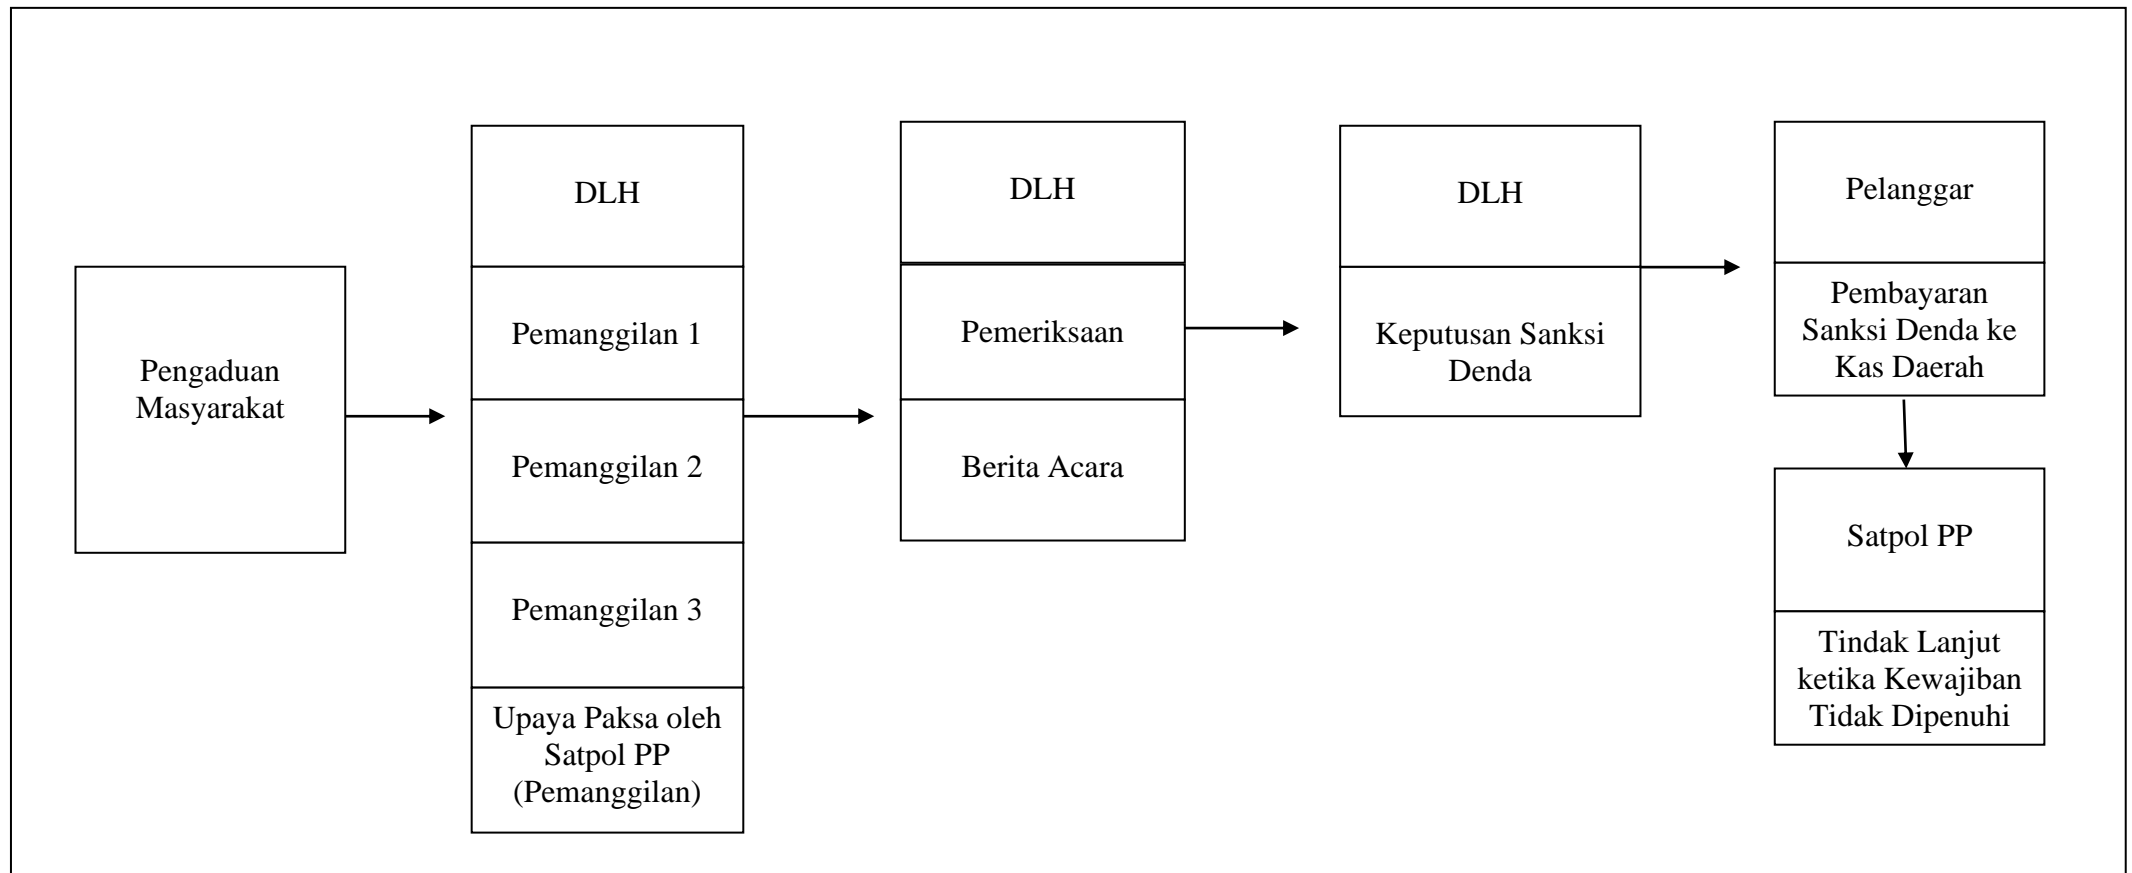 Pengaduan
Masyarakat
DLH
Pemanggilan 1
Pemanggilan 2
Pemanggilan 3
Upaya Paksa oleh
Satpol PP
(Pemanggilan)
DLH
Pemeriksaan
Berita Acara
DLH
Keputusan Sanksi
Denda
Pelanggar
Pembayaran
Sanksi Denda ke
Kas Daerah
Satpol PP
Tindak Lanjut
ketika Kewajiban
Tidak Dipenuhi